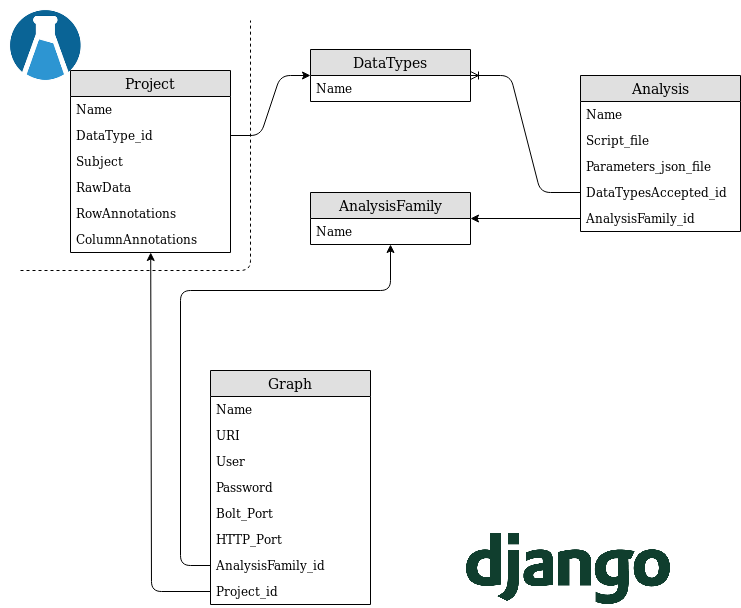 Project
Name
DataType_id
Subject
RawData
RowAnnotations
ColumnAnnotations
DataTypes
Name
Analysis
Name
Script_file
Parameters_json_file
DataTypesAccepted_id
AnalysisFamily_id
AnalysisFamily
Name
Graph
Name
URI
User
Password
Bolt_Port
HTTP_Port
AnalysisFamily_id
Project_id
django